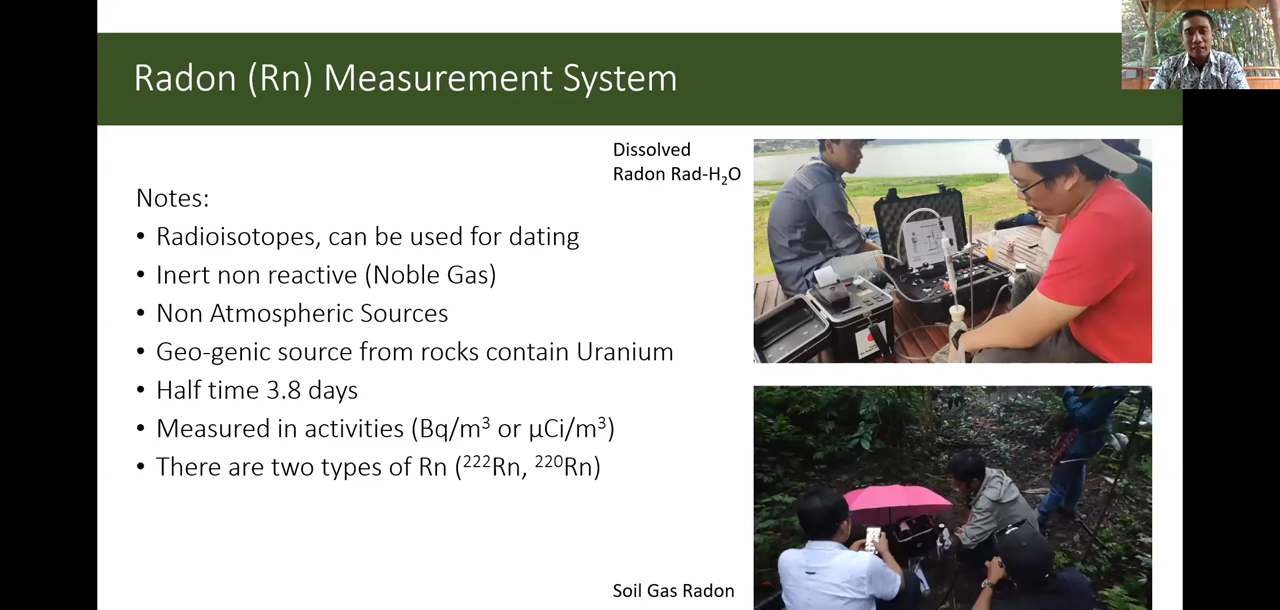 Radon (Rn) Measurement System
Dissolved
Radon Rad-H₂O
Notes:
• Radioisotopes, can be used for dating
• Inert non reactive (Noble Gas)
• Non Atmospheric Sources
• Geo-genic source from rocks contain Uranium
• Half time 3.8 days
• Measured in activities (Bq/m³ or µCi/m³)
• There are two types of Rn (²²²Rn, ²²⁰Rn)
Soil Gas Radon